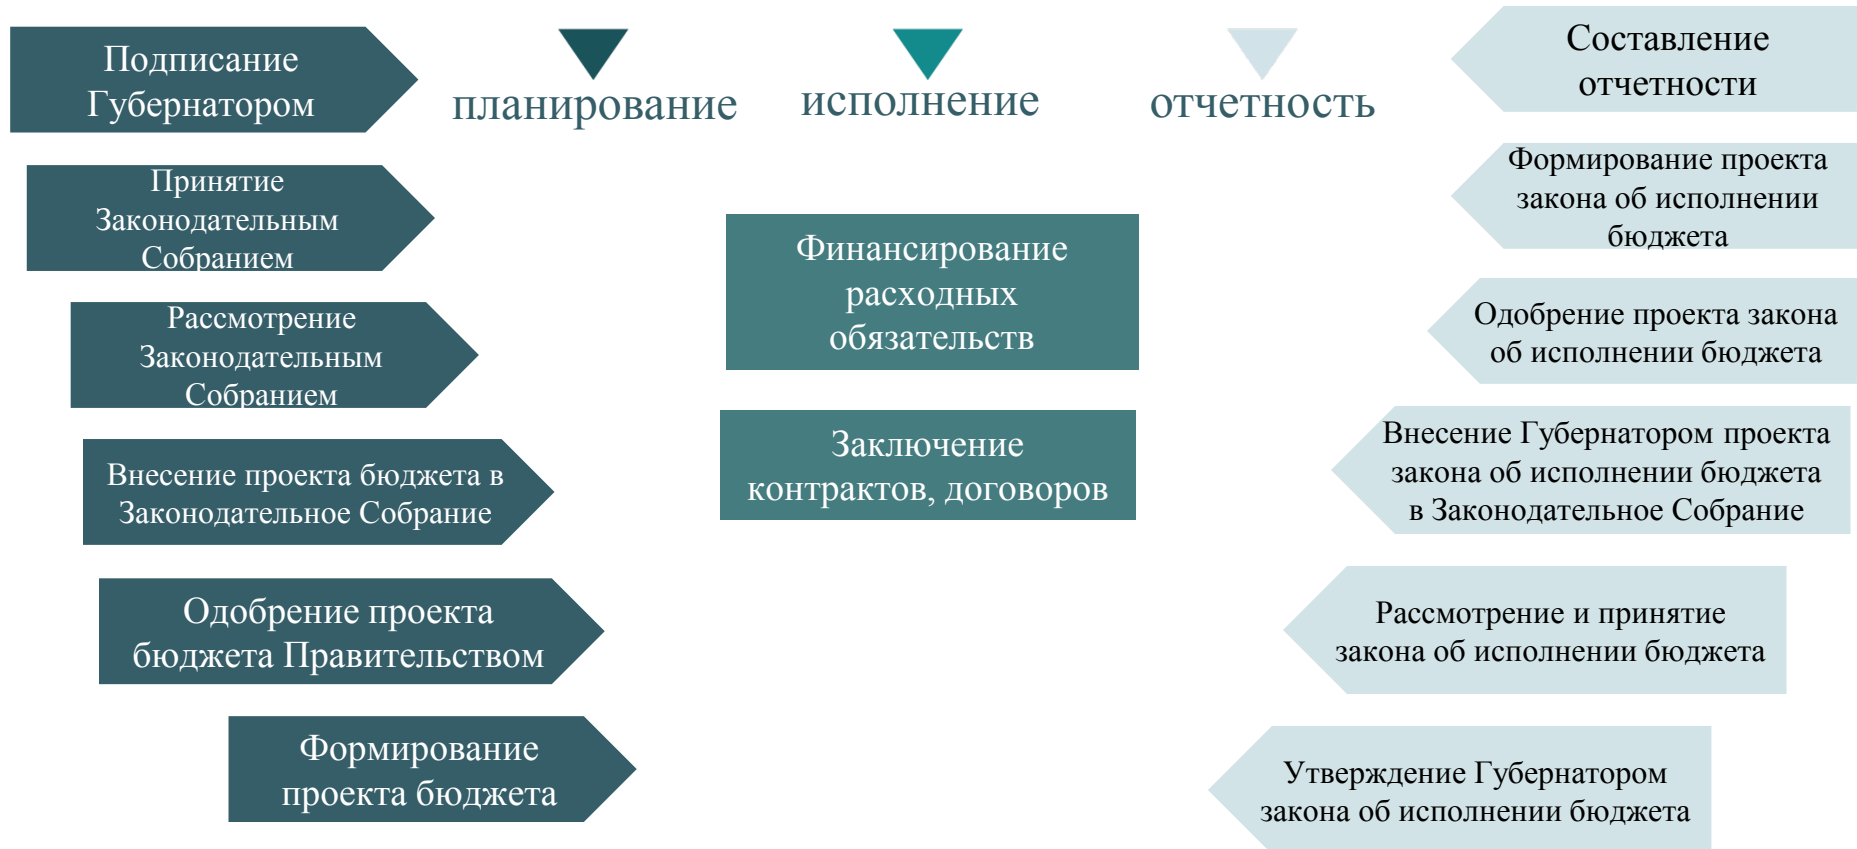 Подписание
Губернатором
планирование
исполнение
отчетность
Составление
отчетности
Принятие
Законодательным
Собранием
Рассмотрение
Законодательным
Собранием
Внесение проекта бюджета в
Законодательное Собрание
Одобрение проекта
бюджета Правительством
Формирование
проекта бюджета
Финансирование
расходных
обязательств
Заключение
контрактов, договоров
Формирование проекта
закона об исполнении
бюджета
Одобрение проекта закона
об исполнении бюджета
Внесение Губернатором проекта
закона об исполнении бюджета
в Законодательное Собрание
Рассмотрение и принятие
закона об исполнении бюджета
Утверждение Губернатором
закона об исполнении бюджета